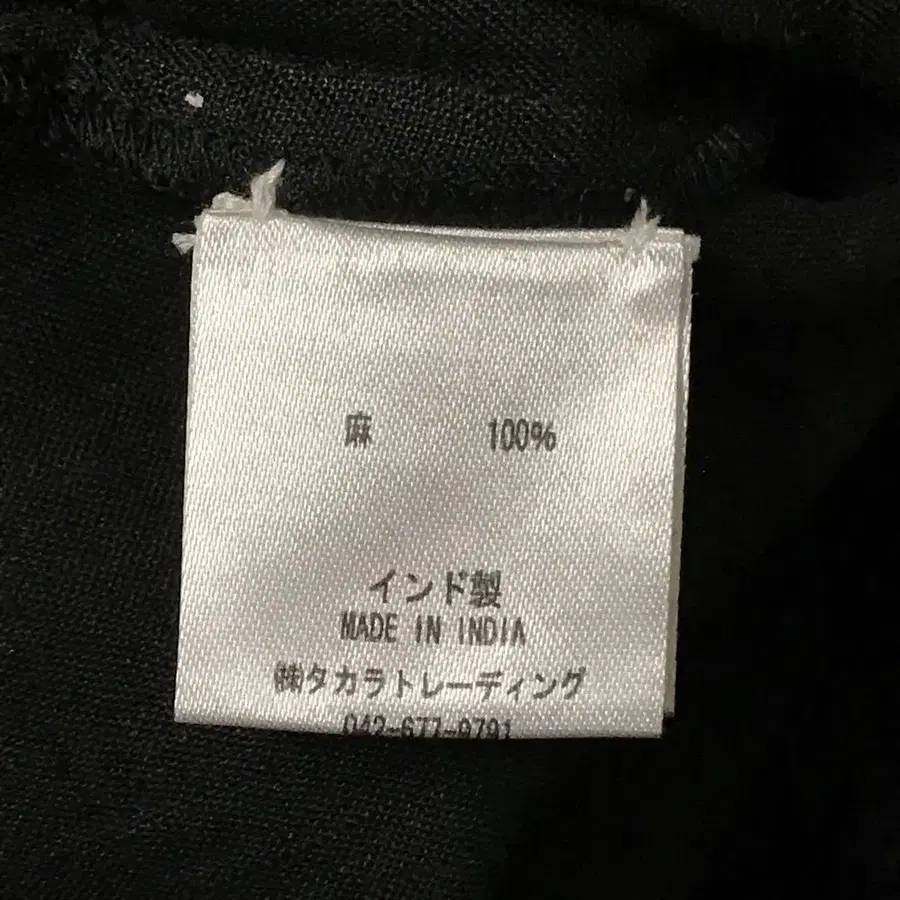 麻 100%
インド製
MADE IN INDIA
㈱タカラトレーディング
042-677-9791